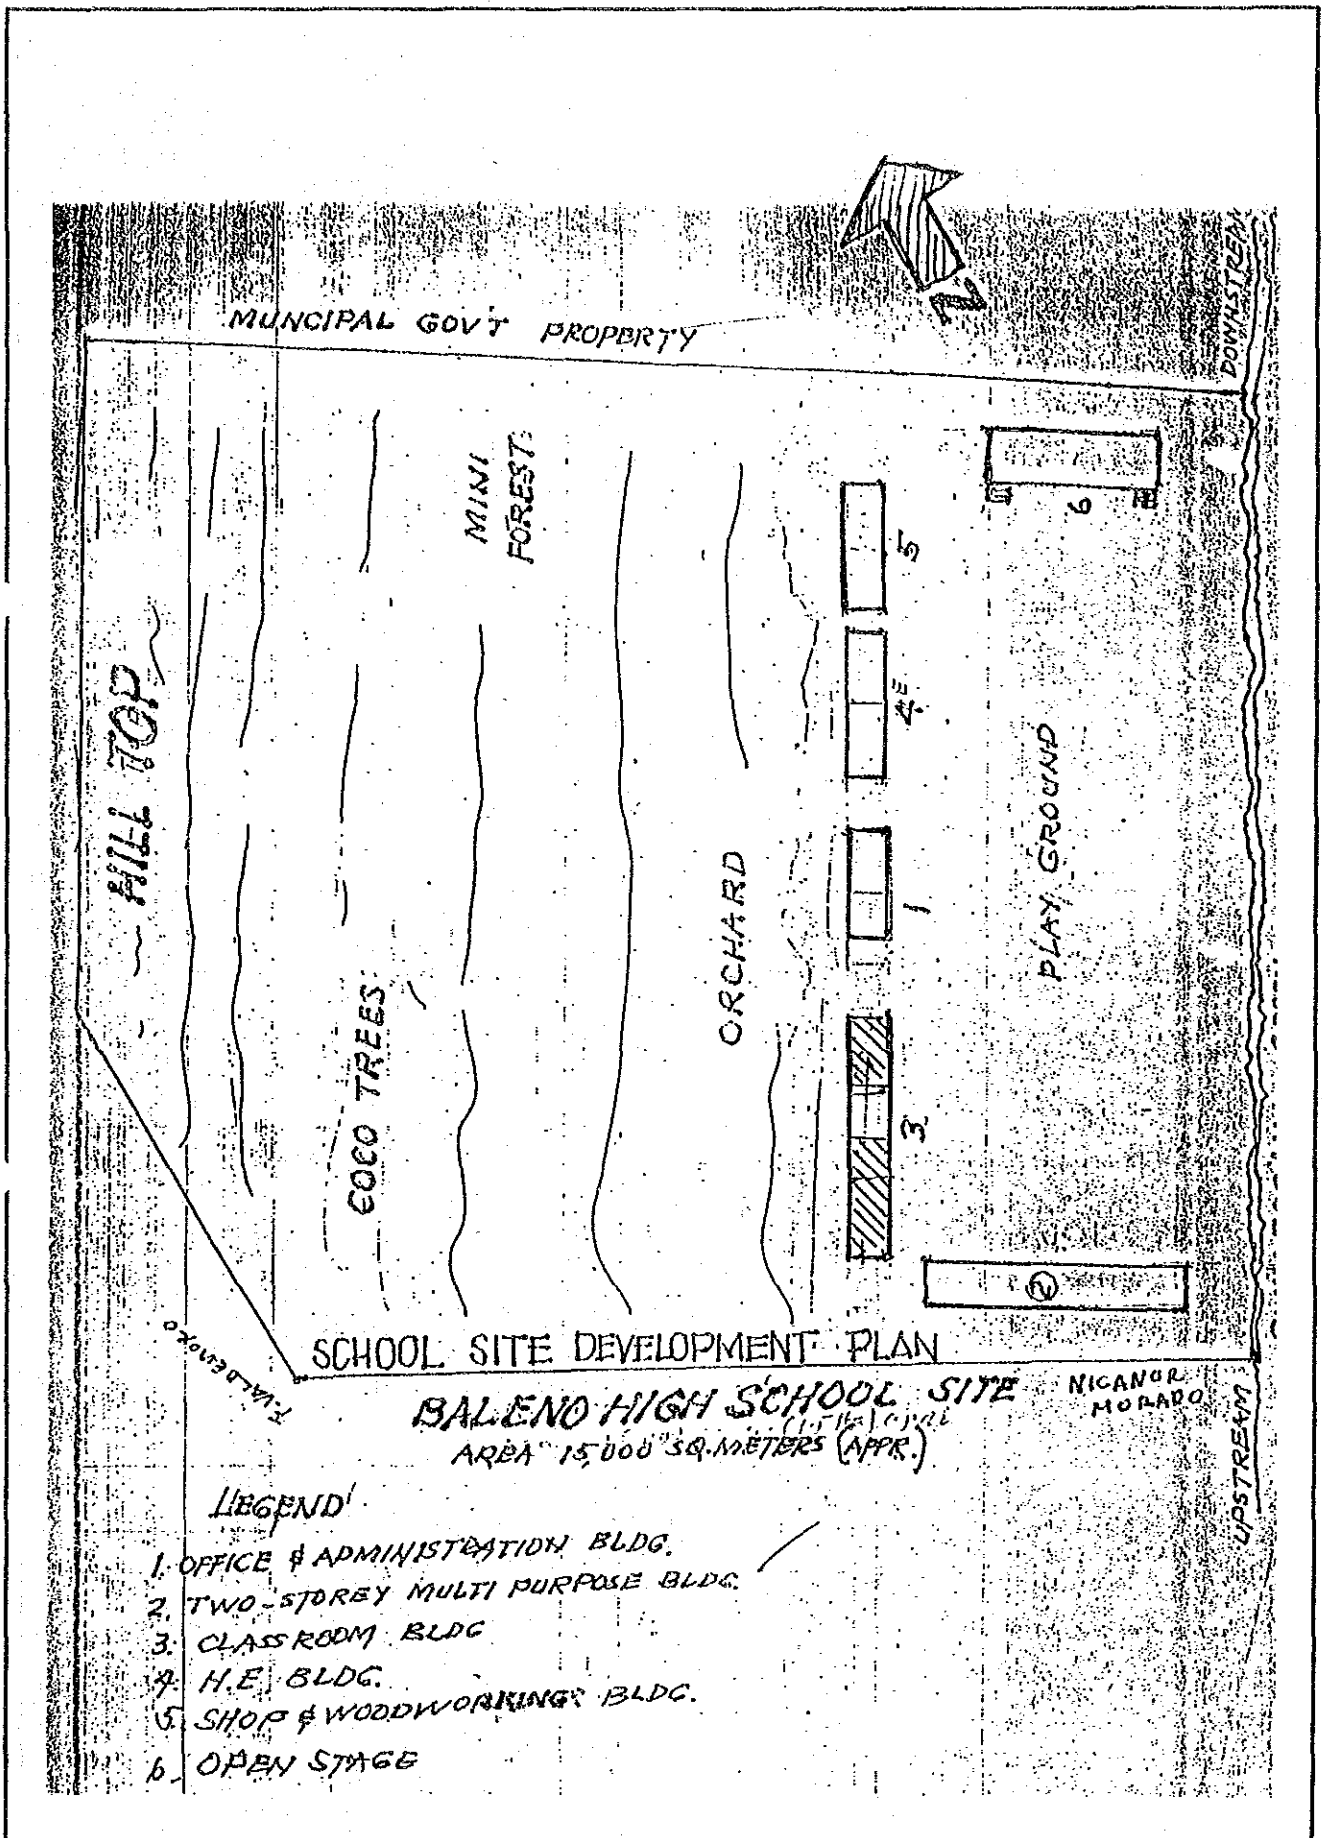 N
MUNCIPAL GOV'T PROPERTY
DOWNSTREAM
HILL TOP
MINI
FOREST
COCO TREES
ORCHARD
5
4
1
3
6
PLAY GROUND
2
F. VALDEMORO
SCHOOL SITE DEVELOPMENT PLAN
BALENO HIGH SCHOOL SITE
AREA 15,000 SQ.METERS (APPR.)
NICANOR
MORADO
UPSTREAM
LEGEND
1. OFFICE & ADMINISTRATION BLDG.
2. TWO-STOREY MULTI PURPOSE BLDG.
3. CLASSROOM BLDG
4. H.E. BLDG.
5. SHOP & WOODWORKING BLDG.
6. OPEN STAGE